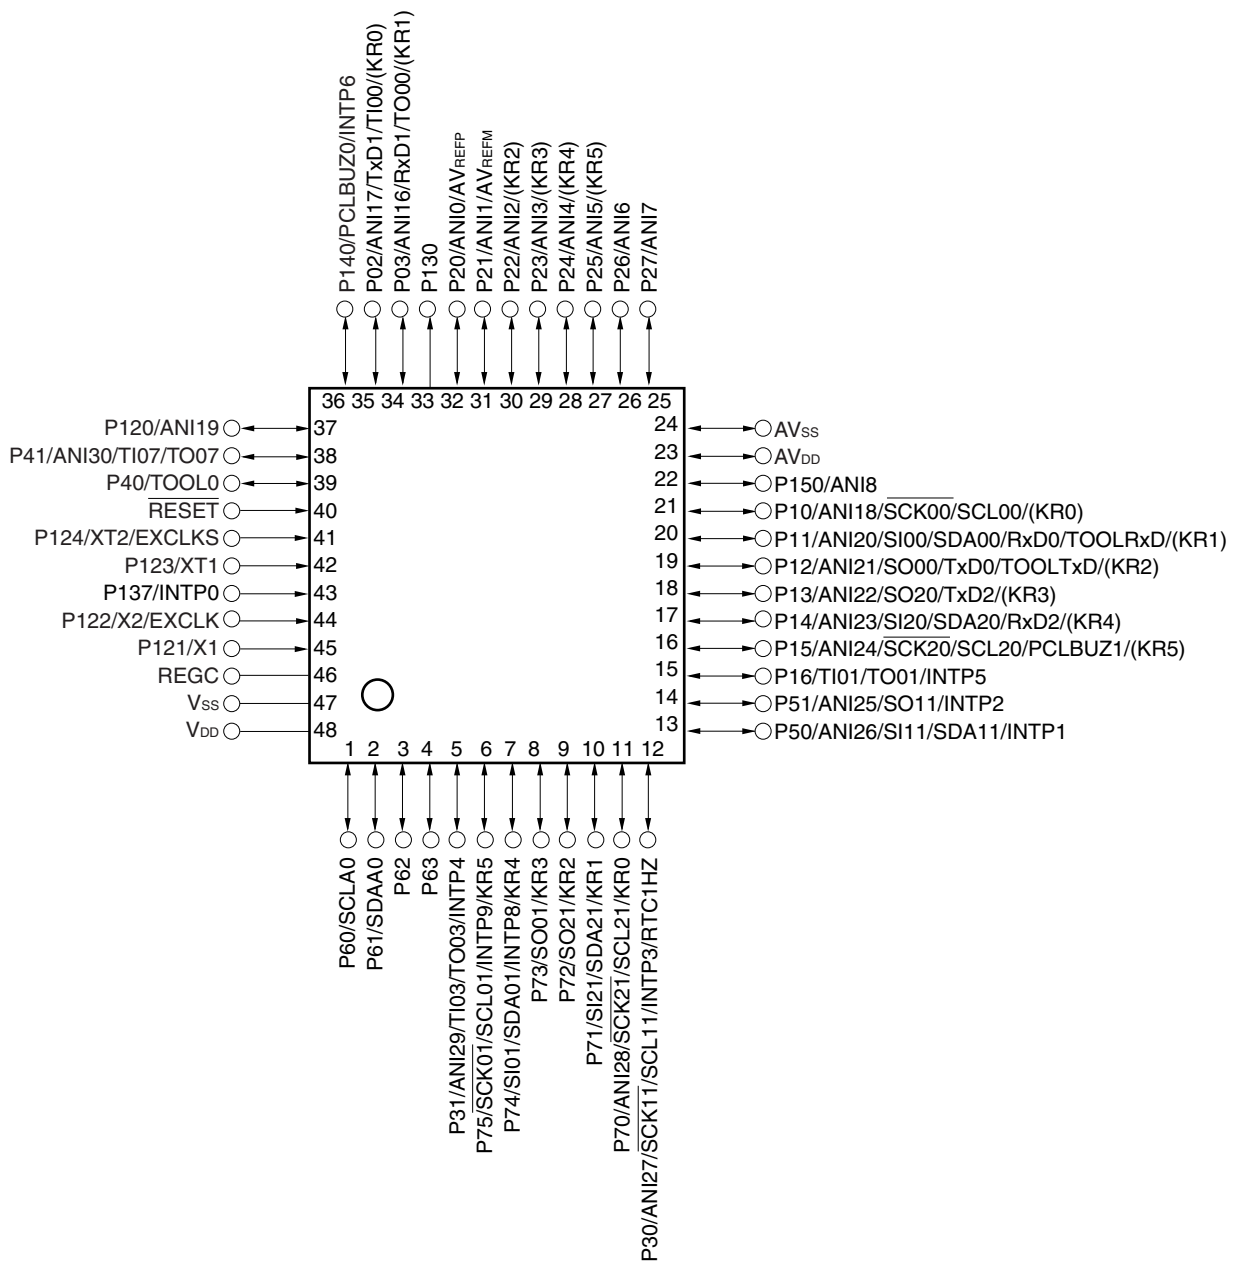 P140/PCLBUZ0/INTP6
P02/ANI17/TxD1/TI00/(KR0)
P03/ANI16/RxD1/TO00/(KR1)
P130
P20/ANI0/AVREFP
P21/ANI1/AVREFM
P22/ANI2/(KR2)
P23/ANI3/(KR3)
P24/ANI4/(KR4)
P25/ANI5/(KR5)
P26/ANI6
P27/ANI7
36 35 34 33 32 31 30 29 28 27 26 25
P120/ANI19 37
P41/ANI30/TI07/TO07 38
P40/TOOL0 39
RESET 40
P124/XT2/EXCLKS 41
P123/XT1 42
P137/INTP0 43
P122/X2/EXCLK 44
P121/X1 45
REGC 46
VSS 47
VDD 48
24 AVSS
23 AVDD
22 P150/ANI8
21 P10/ANI18/SCK00/SCL00/(KR0)
20 P11/ANI20/SI00/SDA00/RxD0/TOOLRxD/(KR1)
19 P12/ANI21/SO00/TxD0/TOOLTxD/(KR2)
18 P13/ANI22/SO20/TxD2/(KR3)
17 P14/ANI23/SI20/SDA20/RxD2/(KR4)
16 P15/ANI24/SCK20/SCL20/PCLBUZ1/(KR5)
15 P16/TI01/TO01/INTP5
14 P51/ANI25/SO11/INTP2
13 P50/ANI26/SI11/SDA11/INTP1
1 2 3 4 5 6 7 8 9 10 11 12
P60/SCLA0
P61/SDAA0
P62
P63
P31/ANI29/TI03/TO03/INTP4
P75/SCK01/SCL01/INTP9/KR5
P74/SI01/SDA01/INTP8/KR4
P73/SO01/KR3
P72/SO21/KR2
P71/SI21/SDA21/KR1
P70/ANI28/SCK21/SCL21/KR0
P30/ANI27/SCK11/SCL11/INTP3/RTC1HZ